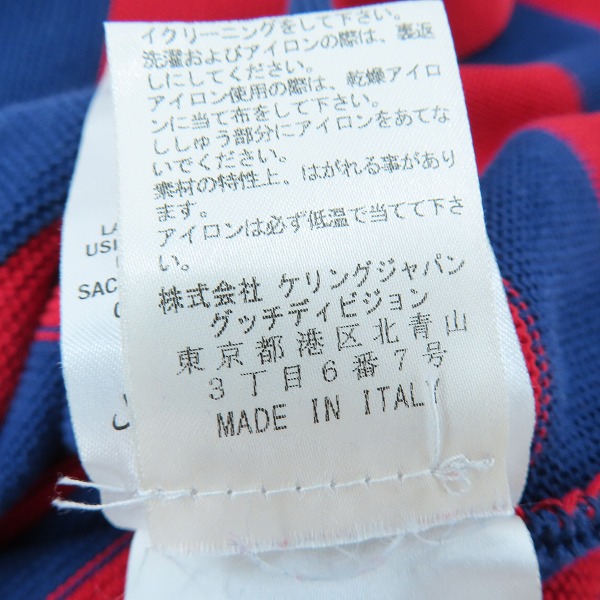 イクリーニングをして下さい。
洗濯およびアイロンの際は、裏返
しにしてください。
アイロン使用の際は、乾燥アイロ
ンに当て布をして下さい。
ししゅう部分にアイロンをあてな
いでください。
素材の特性上、はがれる事があり
ます。
アイロンは必ず低温で当てて下さ
い。
株式会社 ケリングジャパン
グッチディビジョン
東京都港区北青山
3丁目6番7号
MADE IN ITALY
LA
USI
SAC